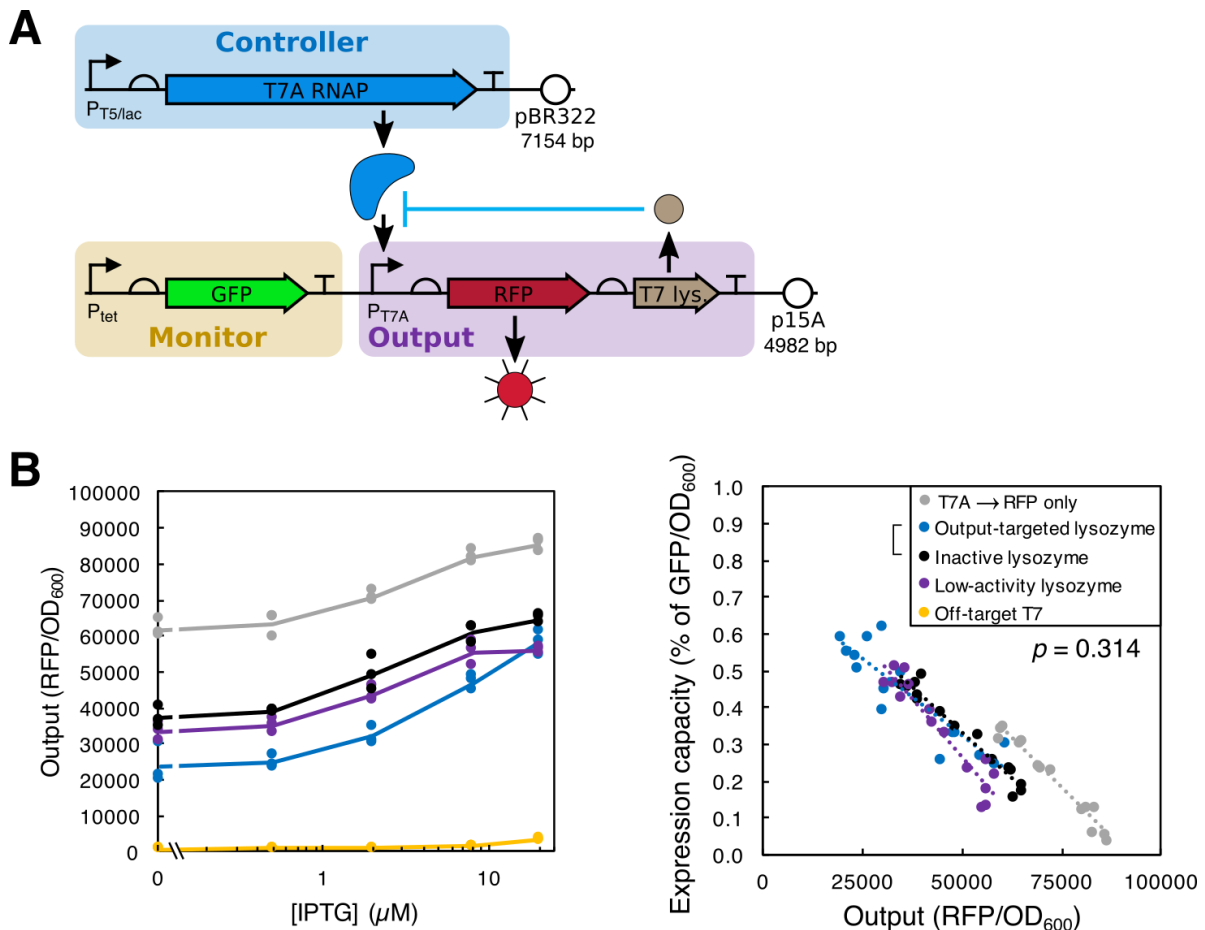 A
Controller
T7A RNAP
PT5/lac
pBR322
7154 bp
GFP
RFP
T7 lys.
Ptet
PT7A
p15A
Monitor
Output
4982 bp
B
Output (RFP/OD600)
100000
90000
80000
70000
60000
50000
40000
30000
20000
10000
0
0
1
10
[IPTG] (µM)
Expression capacity (% of GFP/OD600)
1.0
0.9
0.8
0.7
0.6
0.5
0.4
0.3
0.2
0.1
0.0
T7A → RFP only
Output-targeted lysozyme
Inactive lysozyme
Low-activity lysozyme
Off-target T7
p = 0.314
0
25000
50000
75000
100000
Output (RFP/OD600)